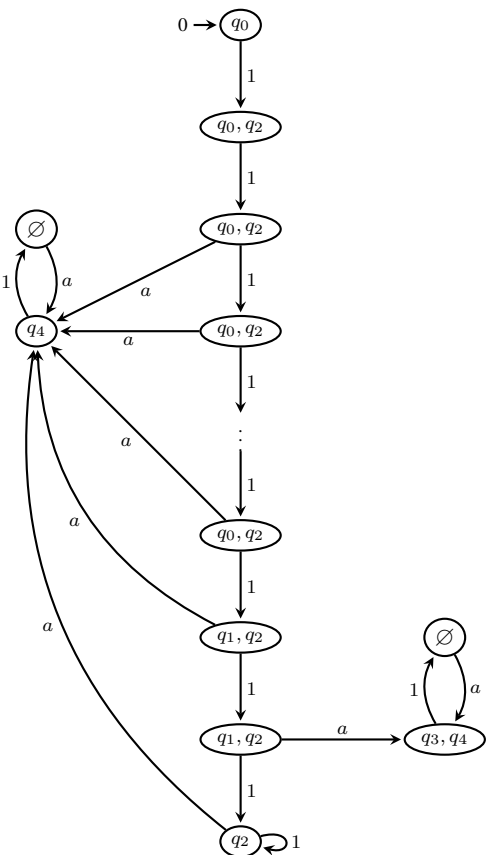 0 q₀
1
q₀, q₂
1
∅ q₀, q₂
1 a a 1
q₄ a q₀, q₂
1
:
a 1
q₀, q₂
a 1
a q₁, q₂ ∅
1 1 a
q₁, q₂ a q₃, q₄
1
q₂ 1